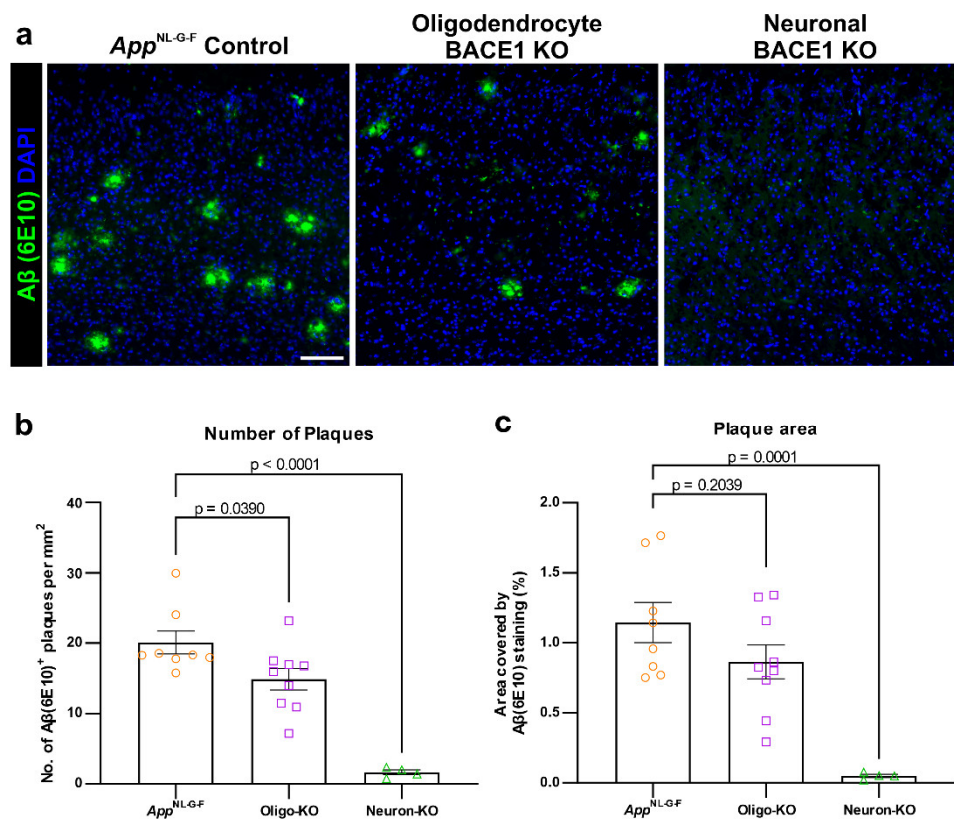 a
App^NL-G-F Control
Oligodendrocyte
BACE1 KO
Neuronal
BACE1 KO
Aβ (6E10) DAPI
b
Number of Plaques
p < 0.0001
p = 0.0390
No. of Aβ(6E10)⁺ plaques per mm²
40
30
20
10
0
App^NL-G-F
Oligo-KO
Neuron-KO
c
Plaque area
p = 0.0001
p = 0.2039
Area covered by
Aβ(6E10) staining (%)
2.0
1.5
1.0
0.5
0.0
App^NL-G-F
Oligo-KO
Neuron-KO